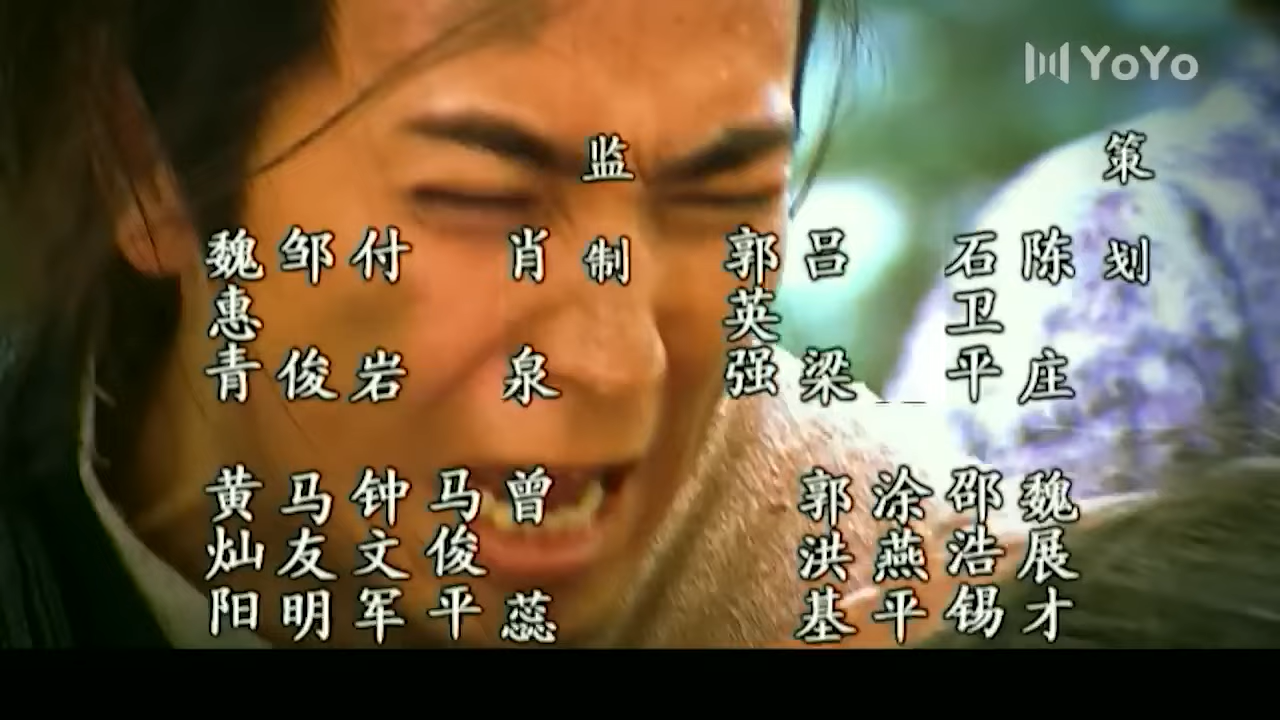 YoYo
策划
陈庄
魏展才
石卫平
邵浩锡
涂燕平
吕梁
郭洪基
郭英强
监制
肖泉
曾蕊
马俊平
付岩
钟文军
邹俊
马友明
魏惠青
黄灿阳